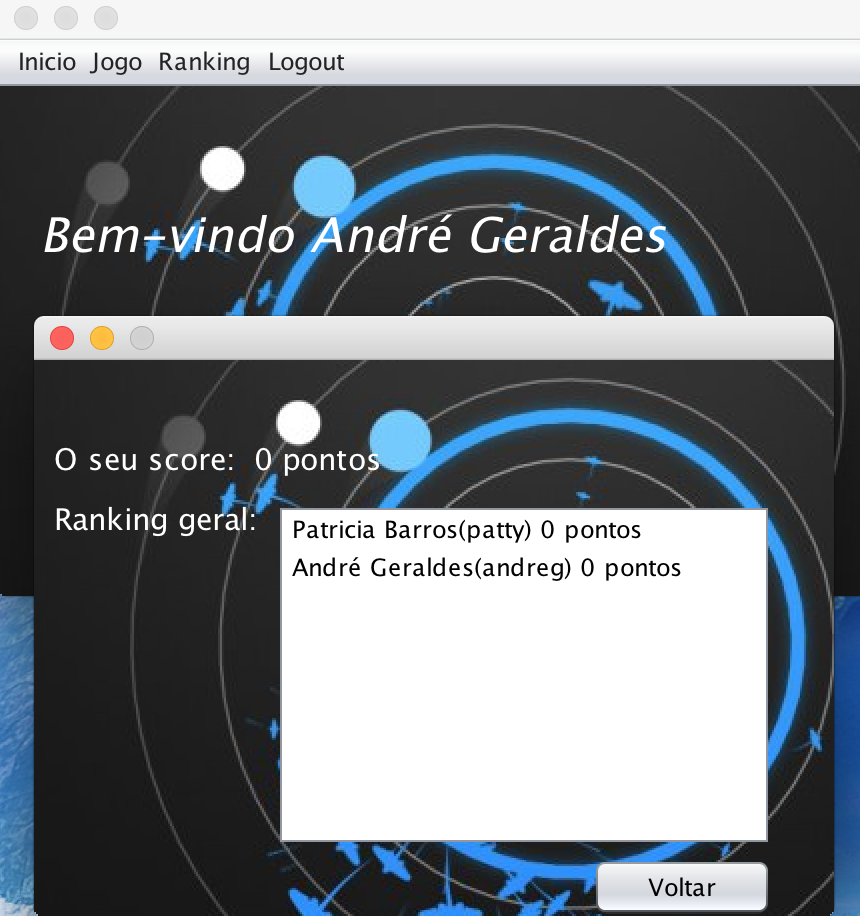 Inicio Jogo Ranking Logout
Bem-vindo André Geraldes
O seu score: 0 pontos
Ranking geral:
Patricia Barros(patty) 0 pontos
André Geraldes(andreg) 0 pontos
Voltar